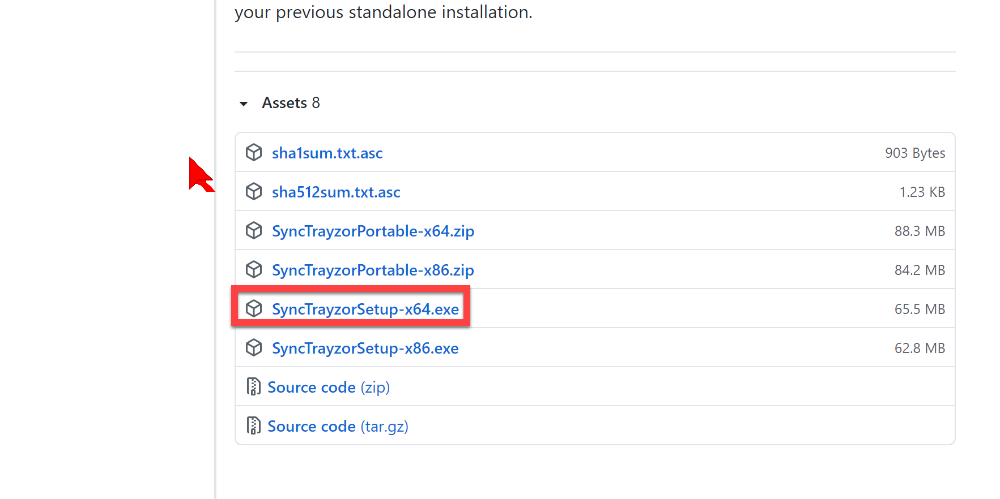 your previous standalone installation.
Assets 8
sha1sum.txt.asc 903 Bytes
sha512sum.txt.asc 1.23 KB
SyncTrayzorPortable-x64.zip 88.3 MB
SyncTrayzorPortable-x86.zip 84.2 MB
SyncTrayzorSetup-x64.exe 65.5 MB
SyncTrayzorSetup-x86.exe 62.8 MB
Source code (zip)
Source code (tar.gz)